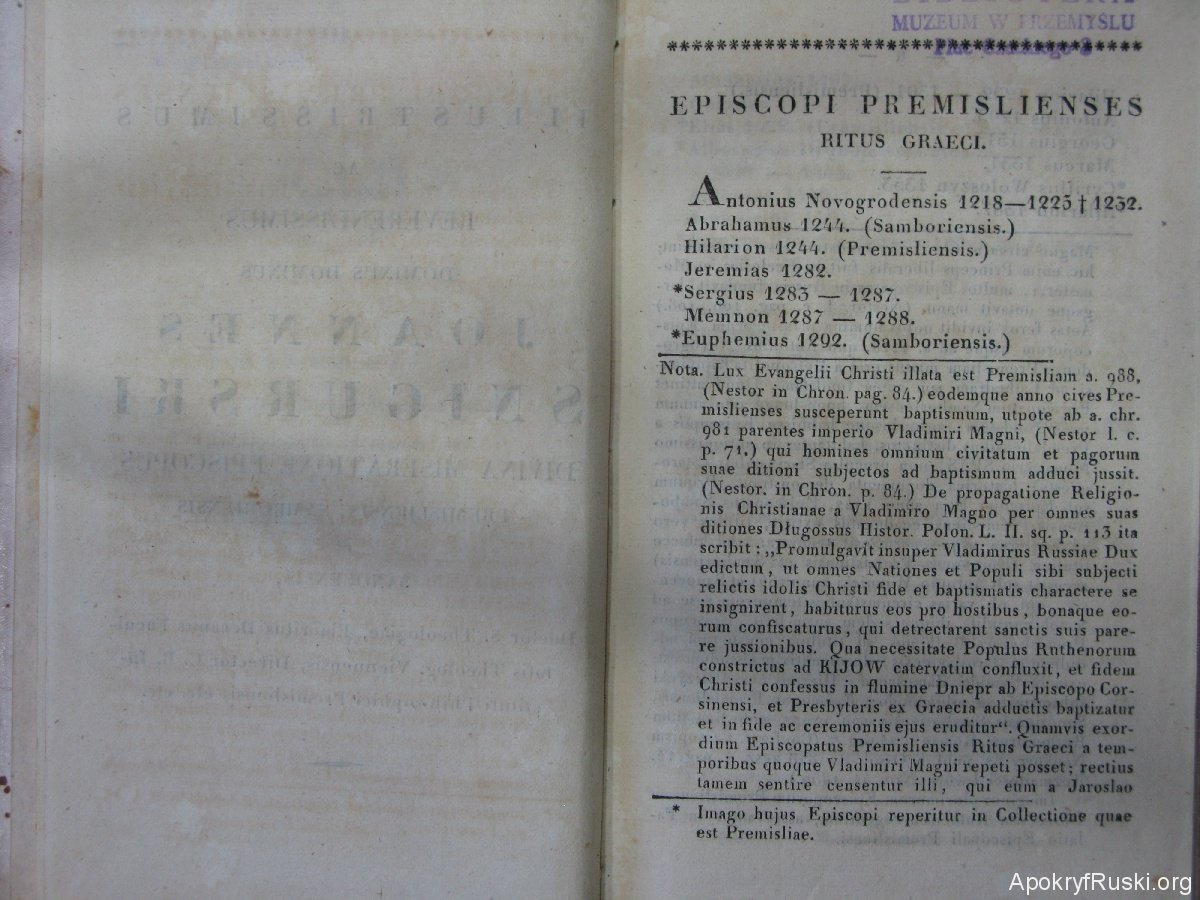 MUZEUM W PRZEMYŚLU
EPISCOPI PREMISLIENSES
RITUS GRAECI.
Antonius Novogrodensis 1218—1225 † 1232.
Abrahamus 1244. (Samboriensis.)
Hilarion 1244. (Premisliensis.)
Jeremias 1282.
*Sergius 1283 — 1287.
Memnon 1287 — 1288.
*Euphemius 1292. (Samboriensis.)
Nota. Lux Evangelii Christi illata est Premisliam a. 988,
(Nestor in Chron. pag. 84.) eodemque anno cives Pre-
mislienses susceperunt baptismum, utpote ab a. chr.
981 parentes imperio Vladimiri Magni, (Nestor l. c.
p. 71.) qui homines omnium civitatum et pagorum
suae ditioni subjectos ad baptismum adduci jussit.
(Nestor. in Chron. p. 84.) De propagatione Religio-
nis Christianae a Vladimiro Magno per omnes suas
ditiones Długossus Histor. Polon. L. II. sq. p. 113 ita
scribit: „Promulgavit insuper Vladimirus Russiae Dux
edictum, ut omnes Nationes et Populi sibi subjecti
relictis idolis Christi fide et baptismatis charactere se
insignirent, habiturus eos pro hostibus, bonaque eo-
rum confiscaturus, qui detrectarent sanctis suis pare-
re jussionibus. Qua necessitate Populus Ruthenorum
constrictus ad KIJOW catervatim confluxit, et fidem
Christi confessus in flumine Dniepr ab Episcopo Cor-
sinensi, et Presbyteris ex Graecia adductis baptizatur
et in fide ac ceremoniis ejus eruditur“. Quamvis exor-
dium Episcopatus Premisliensis Ritus Graeci a tem-
poribus quoque Vladimiri Magni repeti posset; rectius
tamem sentire censentur illi, qui eum a Jaroslao
* Imago hujus Episcopi reperitur in Collectione quae
est Premisliae.
ApokryfRuski.org